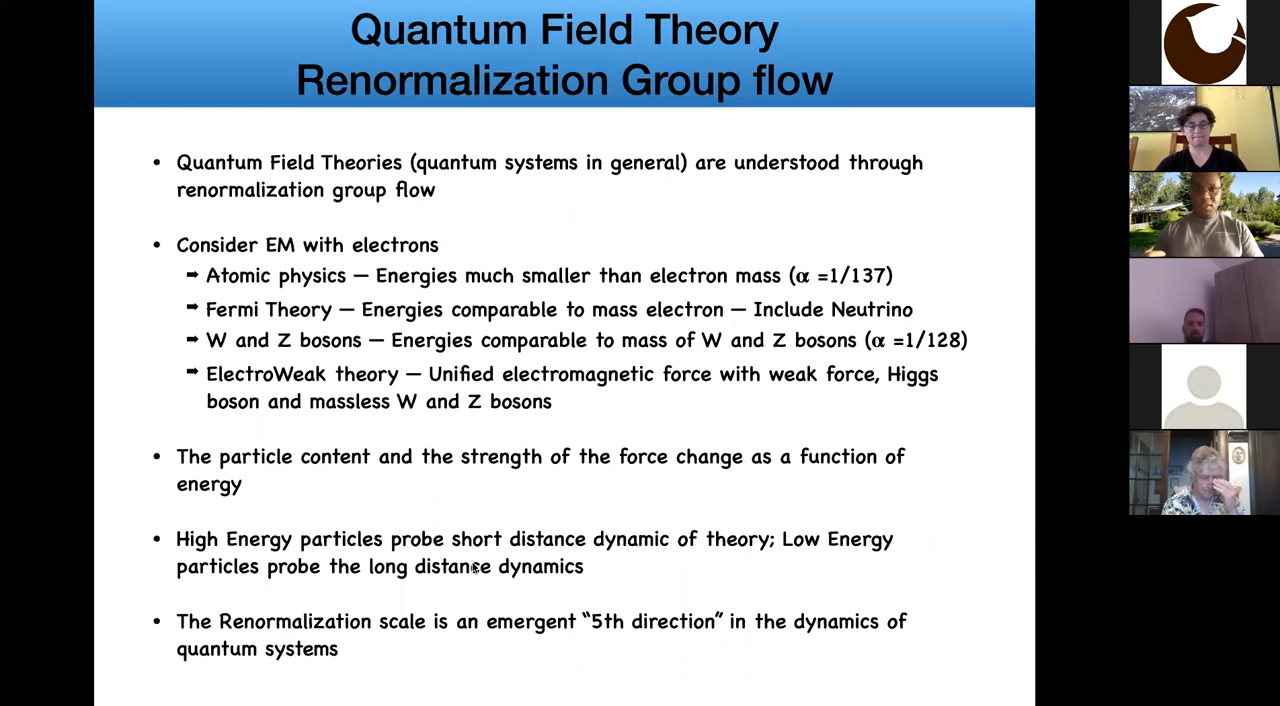 Quantum Field Theory
Renormalization Group flow
• Quantum Field Theories (quantum systems in general) are understood through
renormalization group flow
• Consider EM with electrons
➡ Atomic physics — Energies much smaller than electron mass (α =1/137)
➡ Fermi Theory — Energies comparable to mass electron — Include Neutrino
➡ W and Z bosons — Energies comparable to mass of W and Z bosons (α =1/128)
➡ ElectroWeak theory — Unified electromagnetic force with weak force, Higgs
boson and massless W and Z bosons
• The particle content and the strength of the force change as a function of
energy
• High Energy particles probe short distance dynamic of theory; Low Energy
particles probe the long distance dynamics
• The Renormalization scale is an emergent “5th direction” in the dynamics of
quantum systems